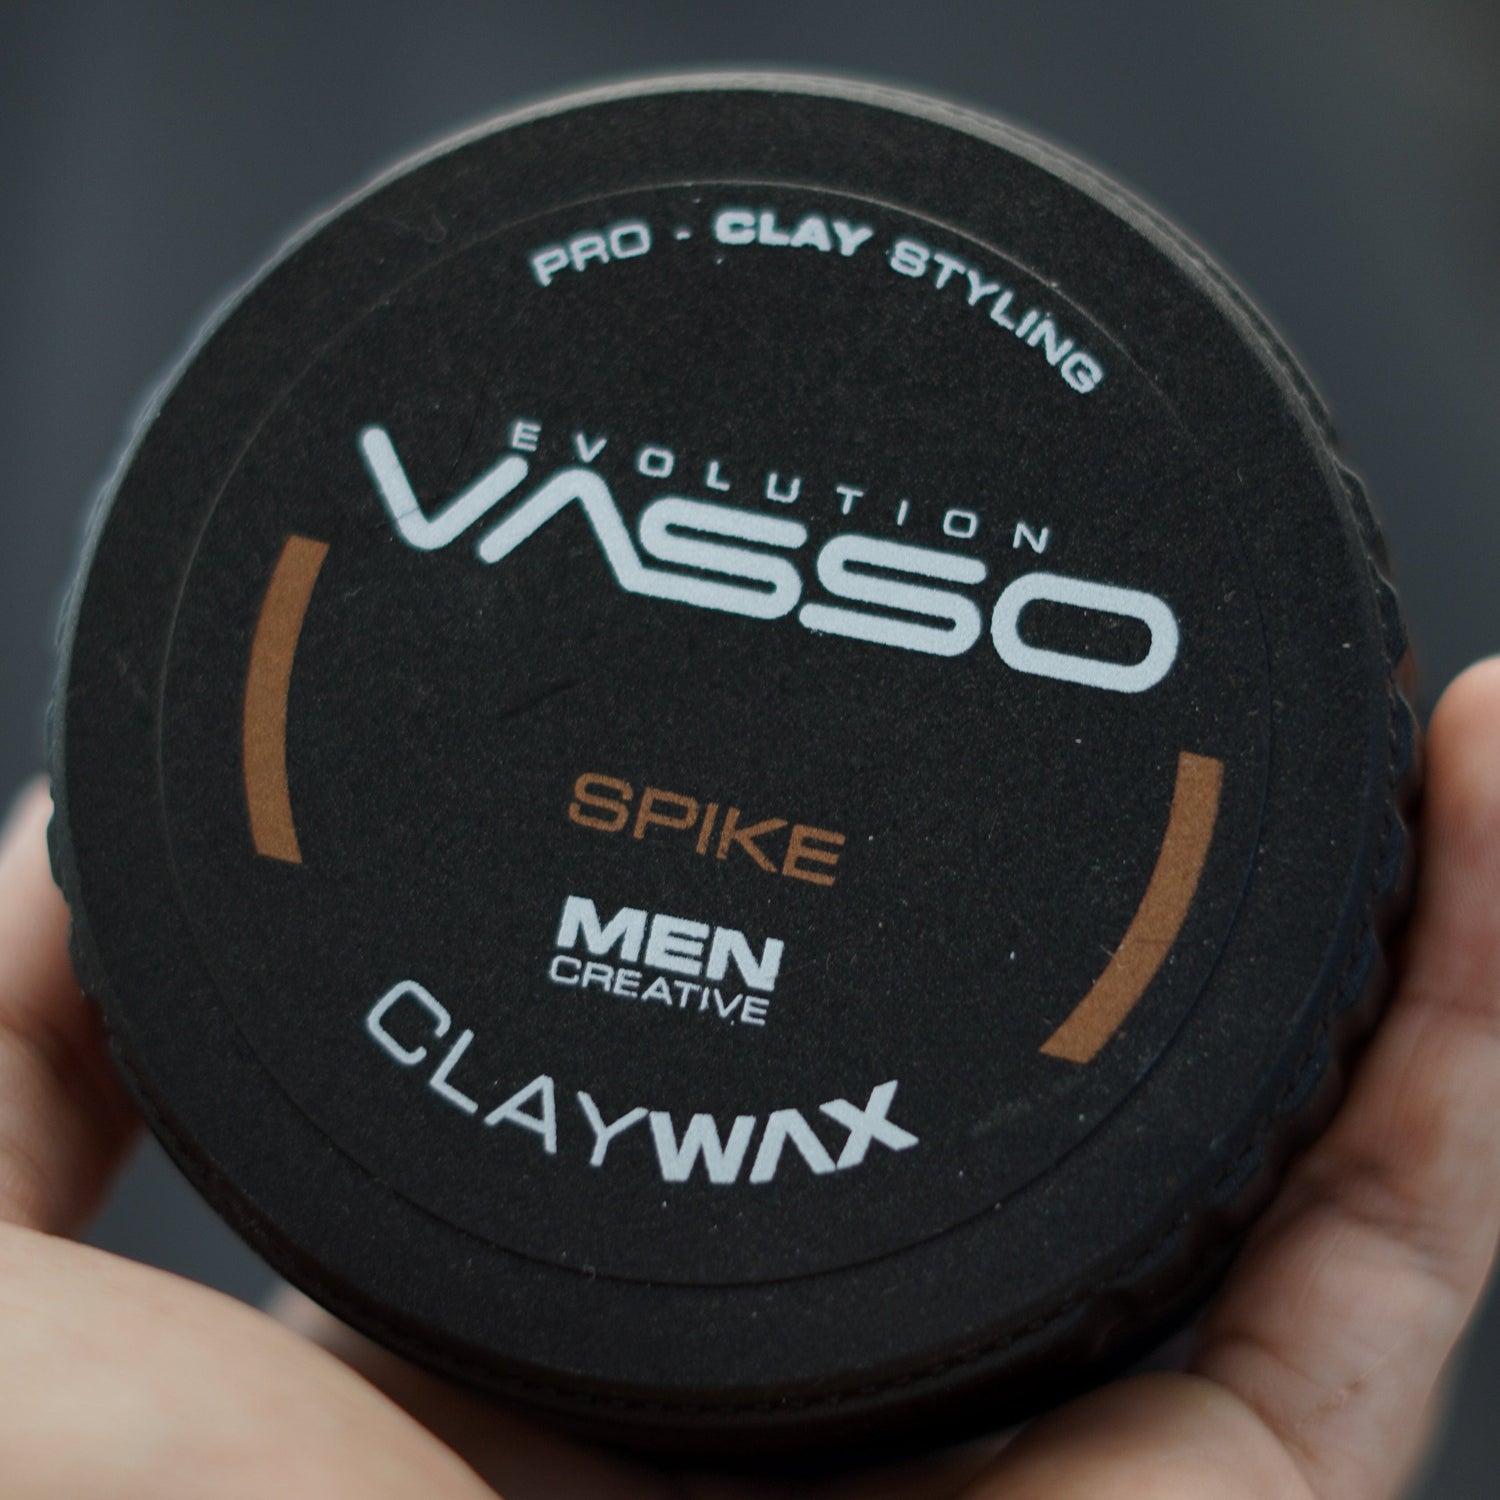 PRO - CLAY STYLING
EVOLUTION
VASSO
SPIKE
MEN
CREATIVE
CLAYWAX